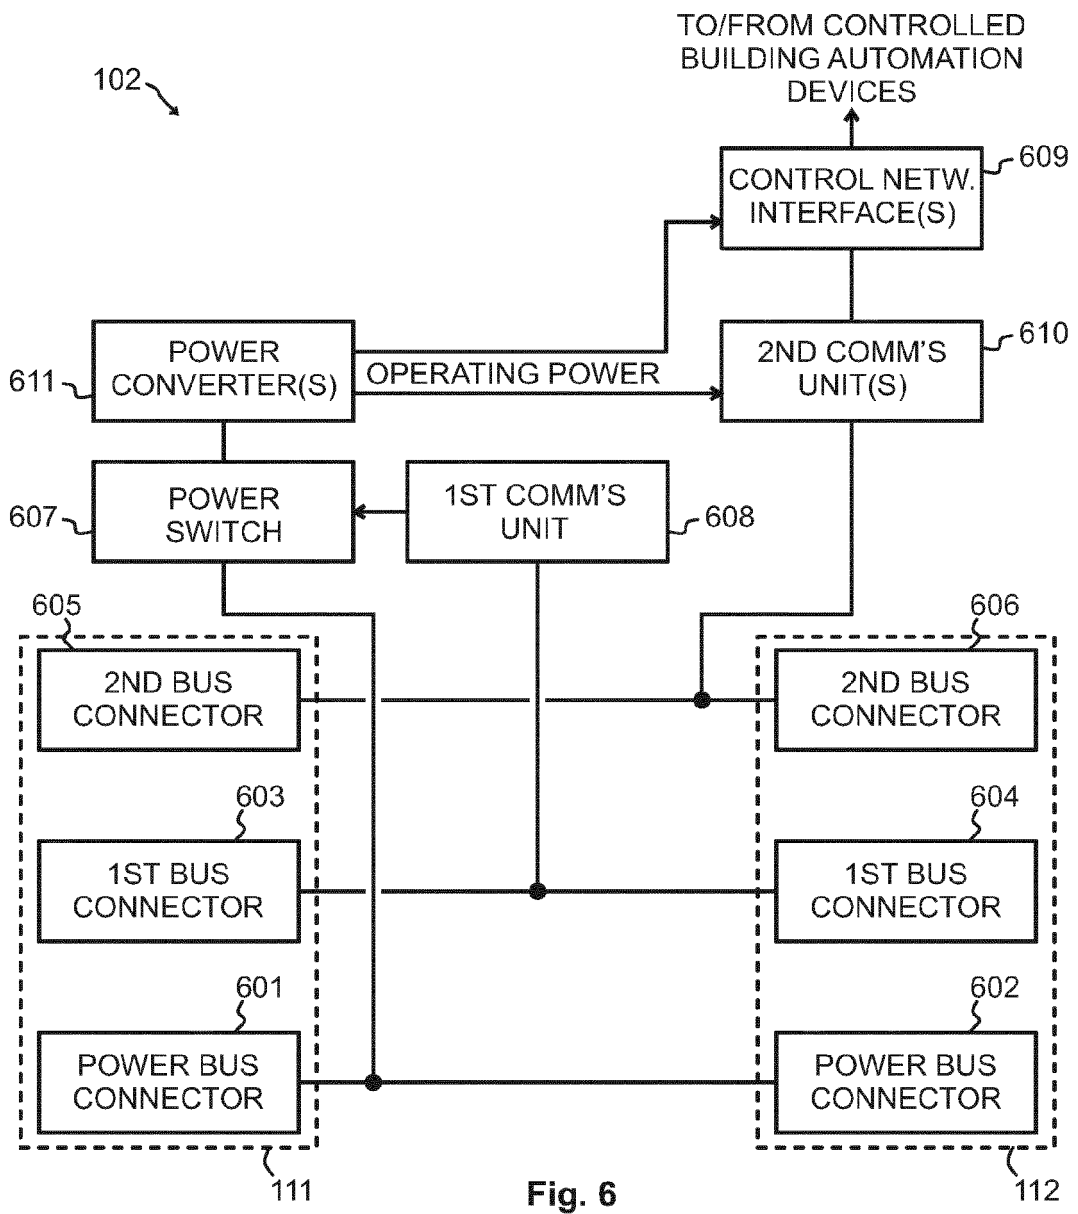 TO/FROM CONTROLLED
BUILDING AUTOMATION
DEVICES
102
609
CONTROL NETW.
INTERFACE(S)
610
2ND COMM'S
UNIT(S)
POWER
CONVERTER(S)
611
OPERATING POWER
POWER
SWITCH
607
1ST COMM'S
UNIT
608
605
606
2ND BUS
CONNECTOR
2ND BUS
CONNECTOR
603
604
1ST BUS
CONNECTOR
1ST BUS
CONNECTOR
601
602
POWER BUS
CONNECTOR
POWER BUS
CONNECTOR
111
112
Fig. 6